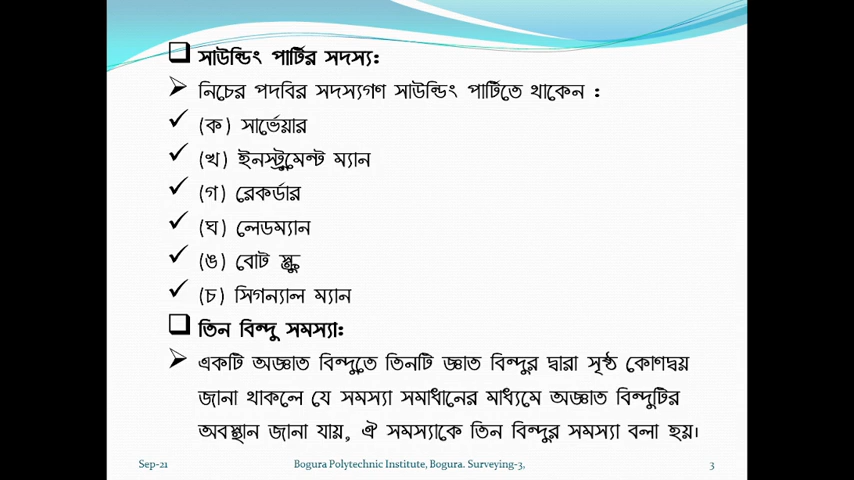 সাউন্ডিং পার্টির সদস্য:
নিচের পদবির সদস্যগণ সাউন্ডিং পার্টিতে থাকেন :
(ক) সার্ভেয়ার
(খ) ইনস্ট্রুমেন্ট ম্যান
(গ) রেকর্ডার
(ঘ) লেডম্যান
(ঙ) বোট স্ক্রু
(চ) সিগন্যাল ম্যান
তিন বিন্দু সমস্যা:
একটি অজ্ঞাত বিন্দুতে তিনটি জ্ঞাত বিন্দুর দ্বারা সৃষ্ঠ কোণদ্বয়
জানা থাকলে যে সমস্যা সমাধানের মাধ্যমে অজ্ঞাত বিন্দুটির
অবস্থান জানা যায়, ঐ সমস্যাকে তিন বিন্দুর সমস্যা বলা হয়।
Sep-21 Bogura Polytechnic Institute, Bogura. Surveying-3, 3